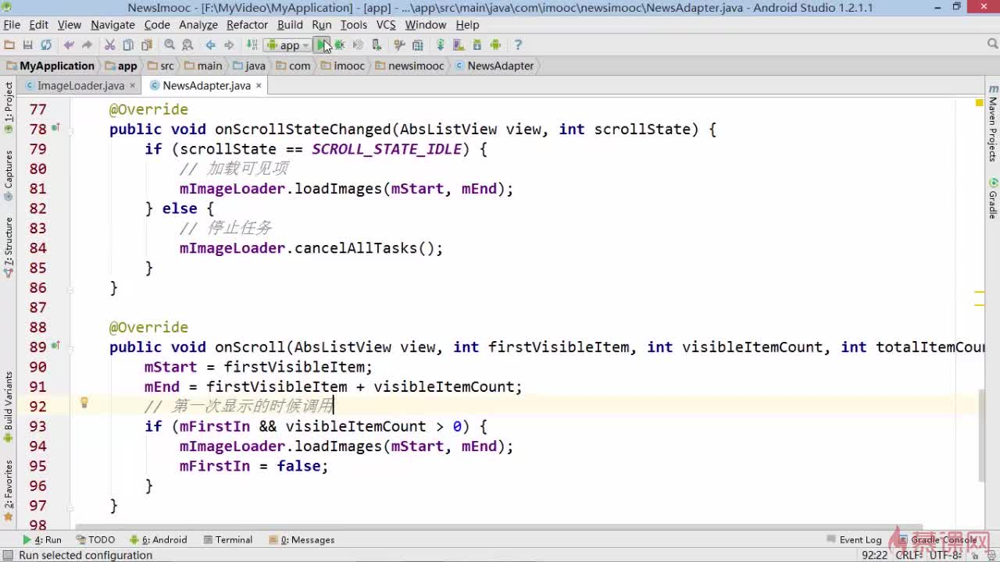 NewsImooc - [F:\MyVideo\MyApplication] - [app] - ...\app\src\main\java\com\imooc\newsimooc\NewsAdapter.java - Android Studio 1.2.1.1
File Edit View Navigate Code Analyze Refactor Build Run Tools VCS Window Help
app
MyApplication app src main java com imooc newsimooc NewsAdapter
ImageLoader.java NewsAdapter.java
1: Project
Captures
7: Structure
Build Variants
2: Favorites
Maven Projects
Gradle
77 @Override
78 public void onScrollStateChanged(AbsListView view, int scrollState) {
79 if (scrollState == SCROLL_STATE_IDLE) {
80 // 加载可见项
81 mImageLoader.loadImages(mStart, mEnd);
82 } else {
83 // 停止任务
84 mImageLoader.cancelAllTasks();
85 }
86 }
87
88 @Override
89 public void onScroll(AbsListView view, int firstVisibleItem, int visibleItemCount, int totalItemCoun
90 mStart = firstVisibleItem;
91 mEnd = firstVisibleItem + visibleItemCount;
92 // 第一次显示的时候调用
93 if (mFirstIn && visibleItemCount > 0) {
94 mImageLoader.loadImages(mStart, mEnd);
95 mFirstIn = false;
96 }
97 }
98
4: Run TODO 6: Android Terminal 0: Messages Event Log Gradle Console
Run selected configuration 92:22 CRLF UTF-8
慕课网